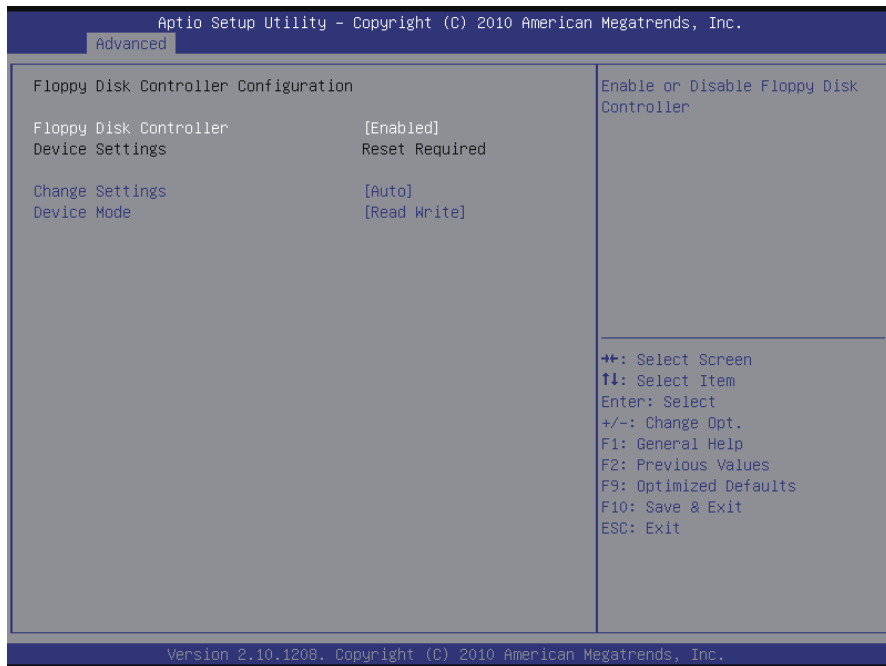 Aptio Setup Utility – Copyright (C) 2010 American Megatrends, Inc.
Advanced
Floppy Disk Controller Configuration
Floppy Disk Controller [Enabled]
Device Settings Reset Required
Change Settings [Auto]
Device Mode [Read Write]
Enable or Disable Floppy Disk
Controller
→←: Select Screen
↑↓: Select Item
Enter: Select
+/-: Change Opt.
F1: General Help
F2: Previous Values
F9: Optimized Defaults
F10: Save & Exit
ESC: Exit
Version 2.10.1208. Copyright (C) 2010 American Megatrends, Inc.